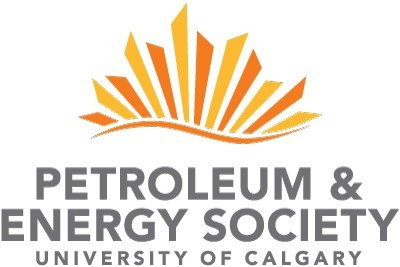 PETROLEUM &
ENERGY SOCIETY
UNIVERSITY OF CALGARY